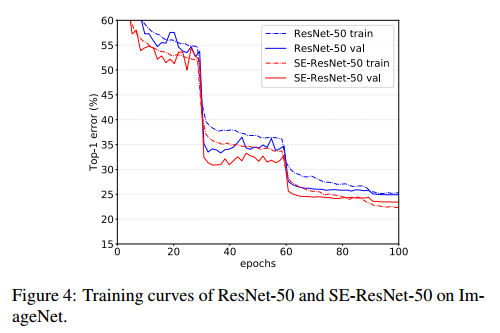 60
55
50
45
40
35
30
25
20
15
Top-1 error (%)
ResNet-50 train
ResNet-50 val
SE-ResNet-50 train
SE-ResNet-50 val
0 20 40 60 80 100
epochs
Figure 4: Training curves of ResNet-50 and SE-ResNet-50 on Im-
ageNet.